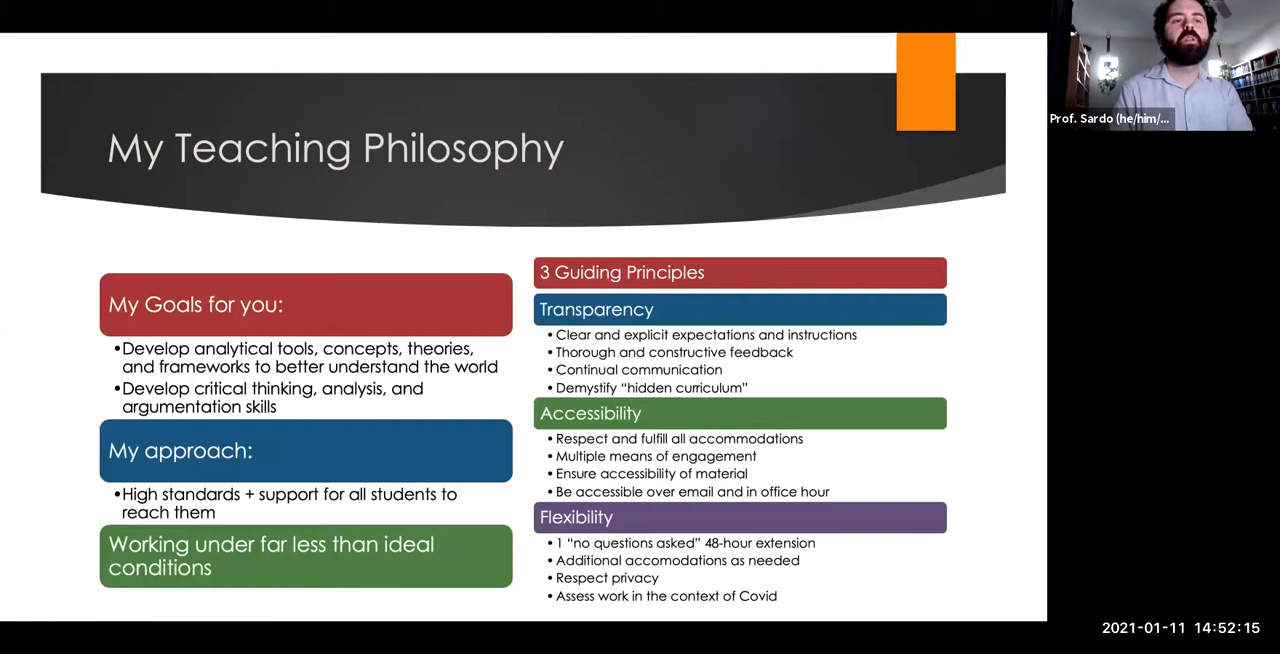 My Teaching Philosophy
My Goals for you:
•Develop analytical tools, concepts, theories,
and frameworks to better understand the world
•Develop critical thinking, analysis, and
argumentation skills
My approach:
•High standards + support for all students to
reach them
Working under far less than ideal
conditions
3 Guiding Principles
Transparency
•Clear and explicit expectations and instructions
•Thorough and constructive feedback
•Continual communication
•Demystify “hidden curriculum”
Accessibility
•Respect and fulfill all accommodations
•Multiple means of engagement
•Ensure accessibility of material
•Be accessible over email and in office hour
Flexibility
•1 “no questions asked” 48-hour extension
•Additional accomodations as needed
•Respect privacy
•Assess work in the context of Covid
Prof. Sardo (he/him/...
2021-01-11 14:52:15